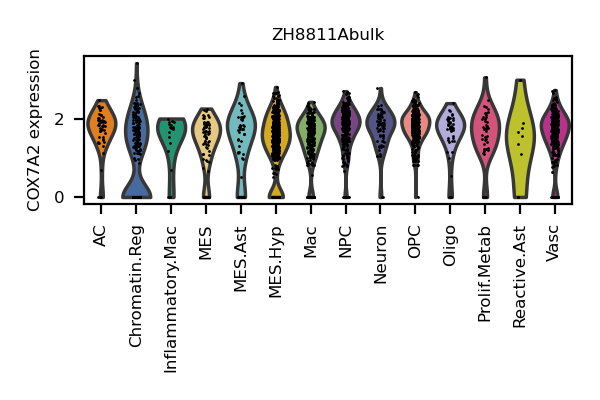 ZH8811Abulk
COX7A2 expression
2
0
AC
Chromatin.Reg
Inflammatory.Mac
MES
MES.Ast
MES.Hyp
Mac
NPC
Neuron
OPC
Oligo
Prolif.Metab
Reactive.Ast
Vasc